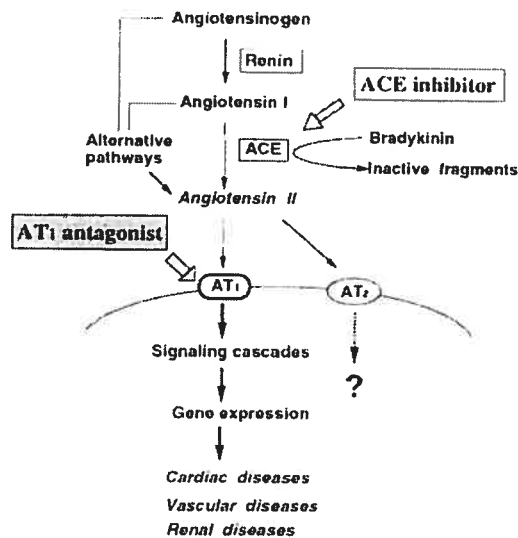 Angiotensinogen
Renin
ACE inhibitor
Angiotensin I
Alternative
pathways
ACE
Bradykinin
Inactive fragments
Angiotensin II
AT1 antagonist
AT1
AT2
Signaling cascades
?
Gene expression
Cardiac diseases
Vascular diseases
Renal diseases